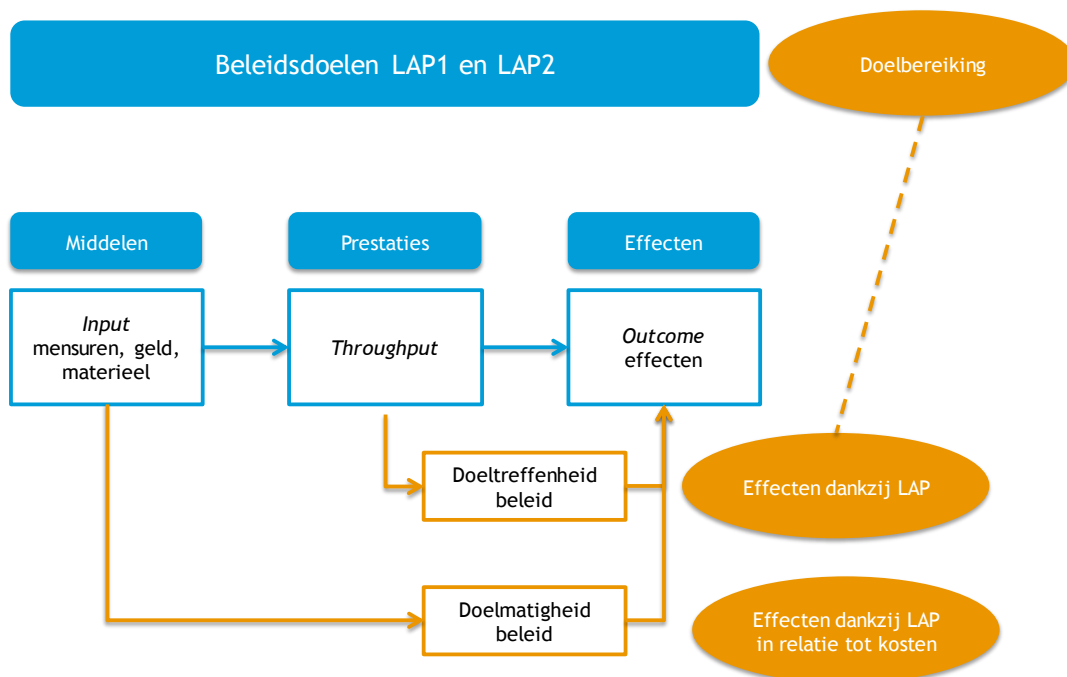 Beleidsdoelen LAP1 en LAP2
Doelbereiking
Middelen
Prestaties
Effecten
Input
mensuren, geld,
materieel
Throughput
Outcome
effecten
Doeltreffenheid
beleid
Effecten dankzij LAP
Doelmatigheid
beleid
Effecten dankzij LAP
in relatie tot kosten